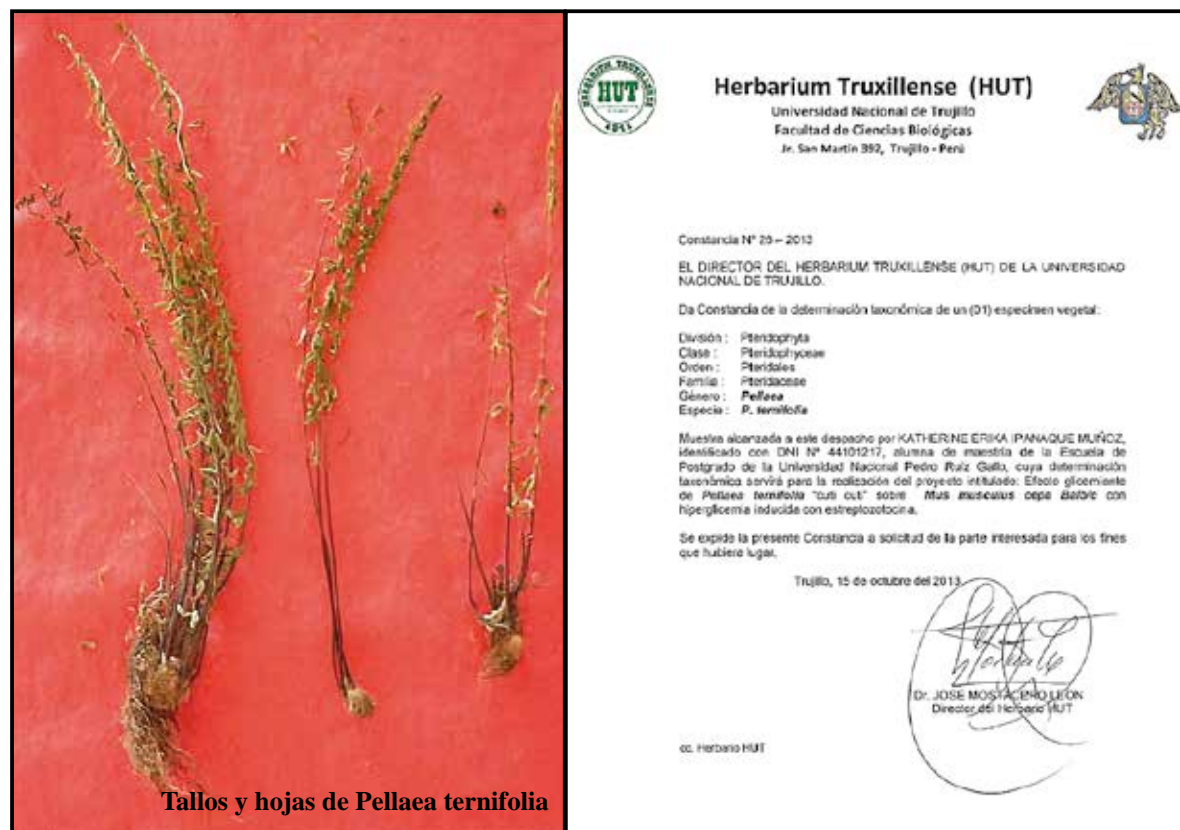 Tallos y hojas de Pellaea ternifolia
HERBARIUM TRUXILLENSE
HUT
1941
Herbarium Truxillense (HUT)
Universidad Nacional de Trujillo
Facultad de Ciencias Biológicas
Jr. San Martin 392, Trujillo - Perú
Constancia N° 26 – 2013
EL DIRECTOR DEL HERBARIUM TRUXILLENSE (HUT) DE LA UNIVERSIDAD
NACIONAL DE TRUJILLO.
Da Constancia de la determinación taxonómica de un (01) especimen vegetal:
División : Pteridophyta
Clase : Pteridophyceae
Orden : Pteridales
Familia : Pteridaceae
Género : Pellaea
Especie : P. ternifolia
Muestra alcanzada a este despacho por KATHERINE ERIKA IPANAQUE MUÑOZ,
identificado con DNI N° 44101217, alumna de maestría de la Escuela de
Postgrado de la Universidad Nacional Pedro Ruiz Gallo, cuya determinación
taxonómica servirá para la realización del proyecto intitulado: Efecto glicemiante
de Pellaea ternifolia "cuti cuti" sobre Mus musculus cepa Balb/c con
hiperglicemia inducida con estreptozotocina.
Se expide la presente Constancia a solicitud de la parte interesada para los fines
que hubiera lugar.
Trujillo, 15 de octubre del 2013
Dr. JOSE MOSTACERO LEON
Director del Herbario HUT
cc. Herbario HUT